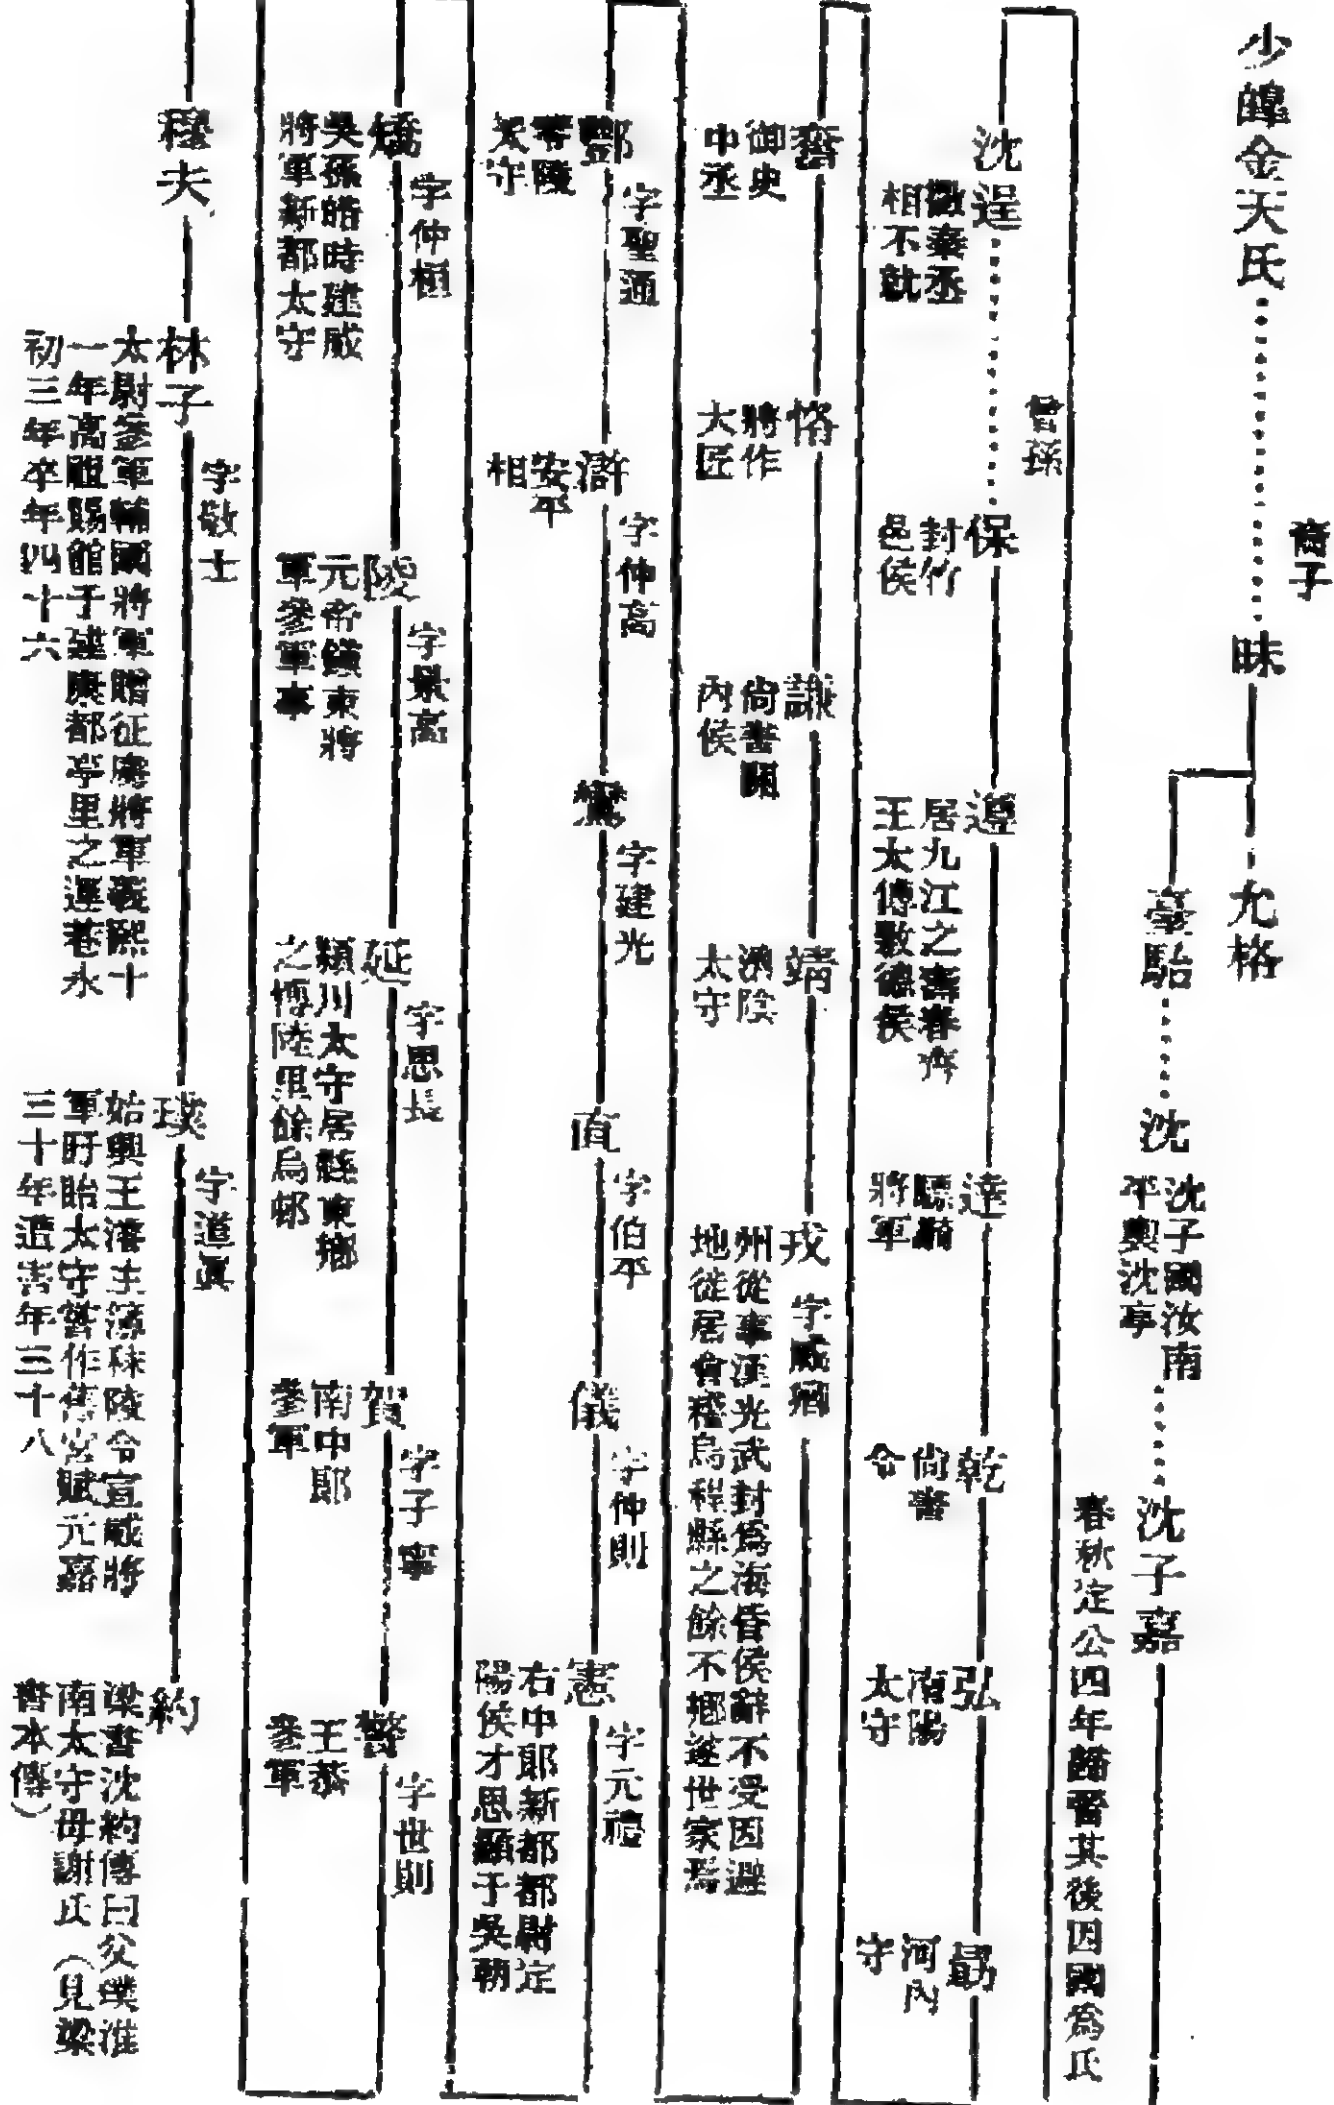 少皞金天氏
裔子
昧
允格
臺駘
沈
沈子國汝南
平輿沈亭
沈子嘉
春秋定公四年諸晉其後因國爲氏
沈逞
徵秦丞
相不就
曾孫
保
封竹
邑侯
遵
居九江之壽春齊
王太傅敷德侯
達
驃騎
將軍
乾
尚書
令
弘
南陽
太守
勗
河內
守
奮
御史
中丞
恪
將作
大匠
謙
尚書關
內侯
靖
濟陰
太守
戎
字威卿
州從事漢光武封爲海昏侯辭不受因避
地徙居會稽烏程縣之餘不鄉遂世家焉
酆
字聖通
零陵
太守
滸
字仲高
安平
相
鸞
字建光
直
字伯平
儀
字仲則
憲
字元禮
右中郎新都都尉定
陽侯才思顯于吳朝
矯
字仲桓
吳孫皓時建威
將軍新都太守
陵
字景高
元帝鎮東將
軍參軍事
延
字思長
潁川太守居縣東鄉
之博陸里餘烏邨
賀
字子寧
南中郎
參軍
警
字世則
王恭
參軍
穆夫
林子
字敬士
太尉參軍輔國將軍贈征虜將軍義熙十
一年高祖賜館于建康都亭里之運巷永
初三年卒年四十六
璞
字道眞
始興王濬主簿秣陵令宣威將
軍盱眙太守嘗作舊宮賦元嘉
三十年遣害年三十八
約
梁書沈約傳曰父璞淮
南太守母謝氏（見梁
書本傳）